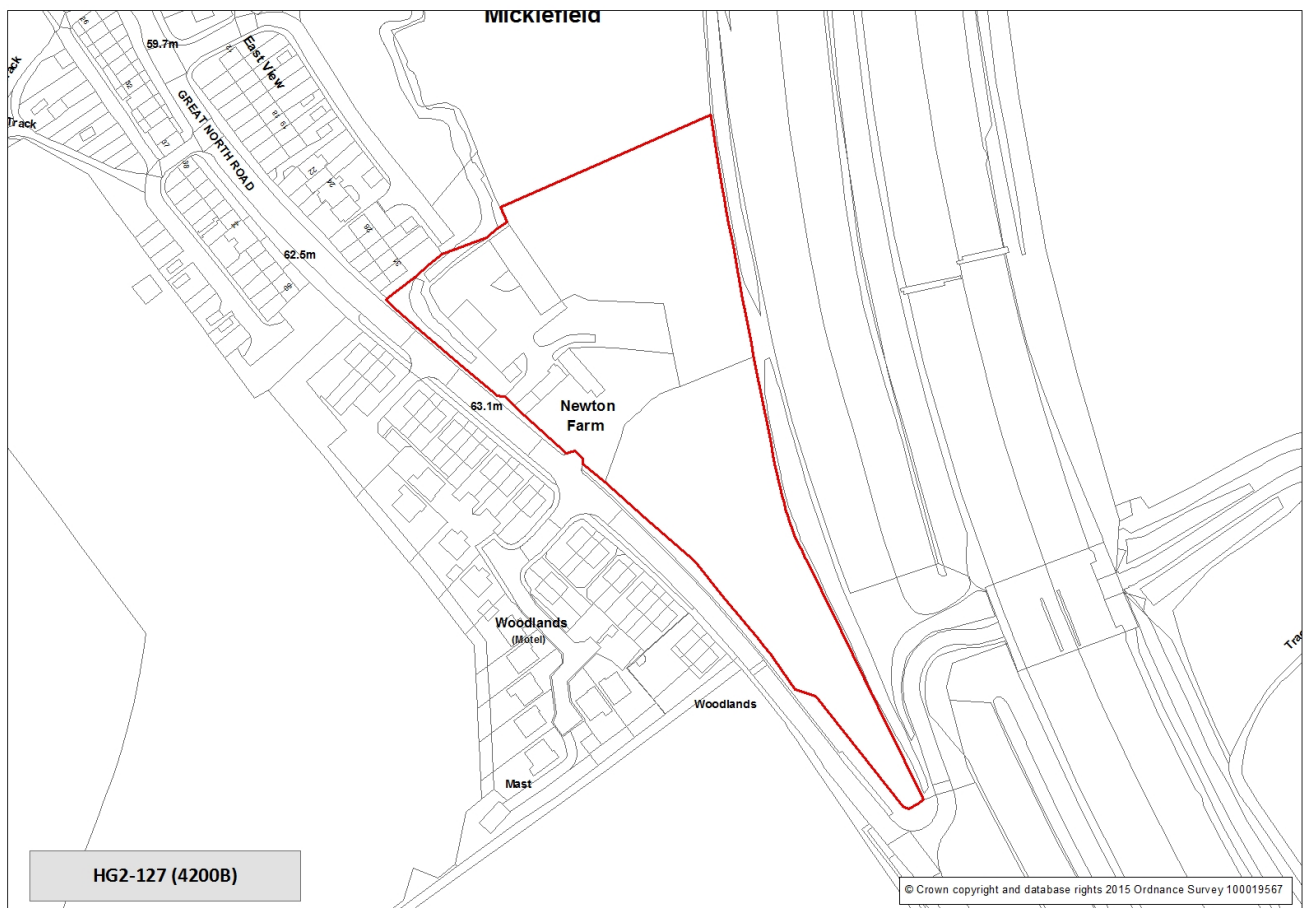 Micklefield
59.7m
East View
GREAT NORTH ROAD
Track
62.5m
63.1m
Newton
Farm
Woodlands
(Motel)
Woodlands
Mast
HG2-127 (4200B)
© Crown copyright and database rights 2015 Ordnance Survey 100019567